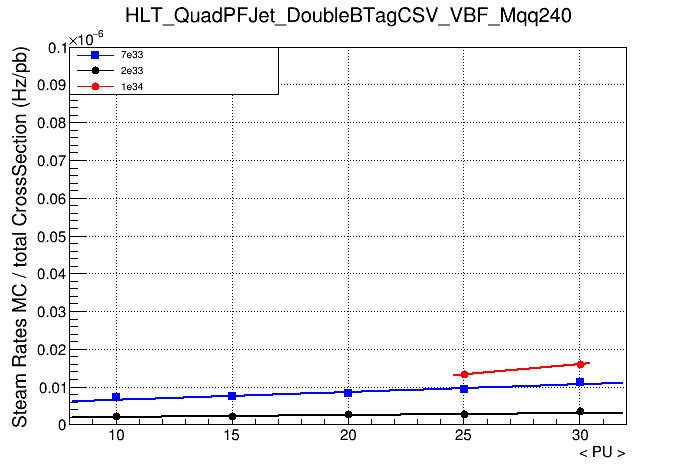 HLT_QuadPFJet_DoubleBTagCSV_VBF_Mqq240
×10⁻⁶
Steam Rates MC / total CrossSection (Hz/pb)
7e33
2e33
1e34
0.1
0.09
0.08
0.07
0.06
0.05
0.04
0.03
0.02
0.01
0
10 15 20 25 30
< PU >